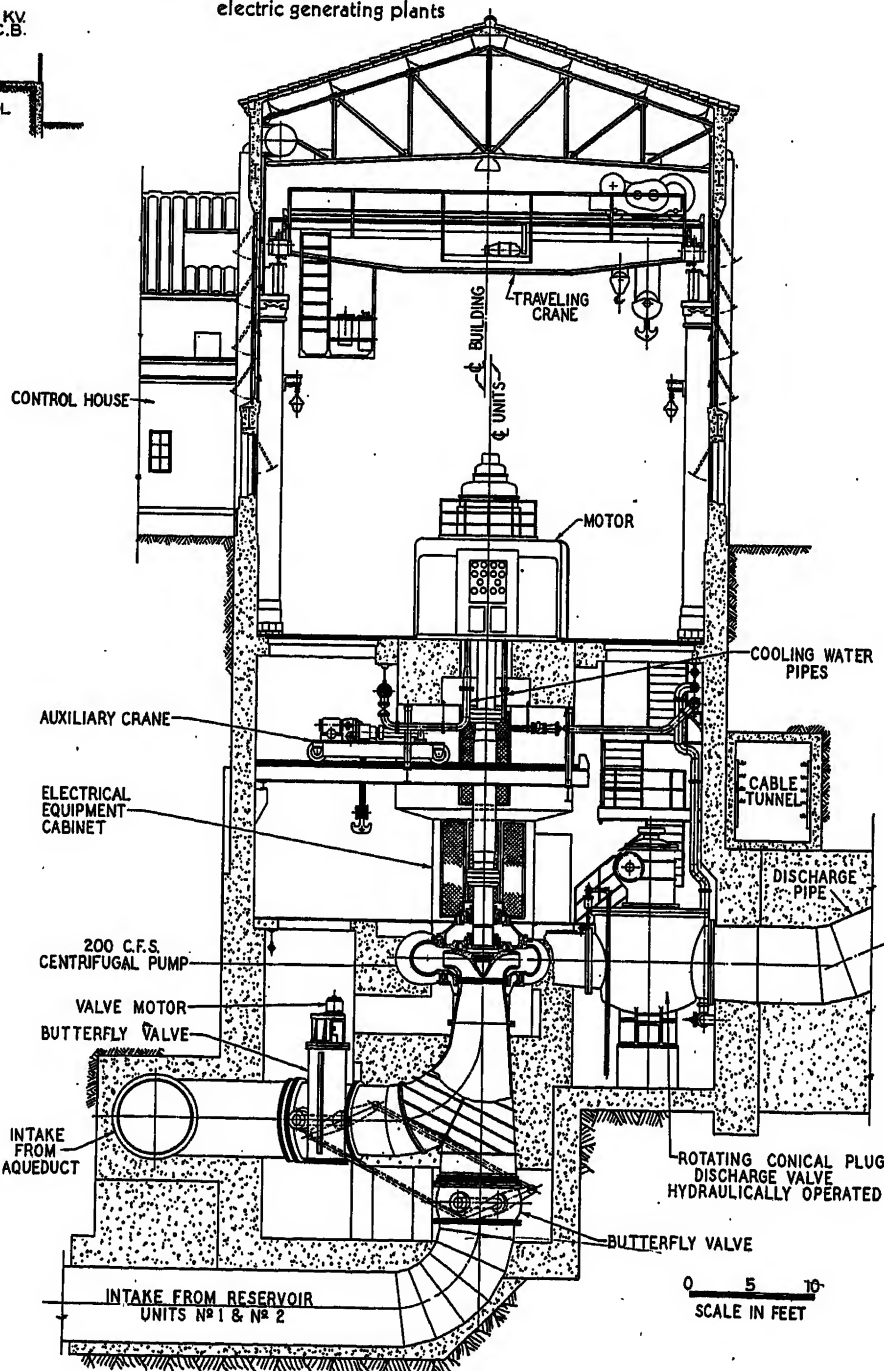 electric generating plants
KV.
C.B.
L
TRAVELING
CRANE
℄ BUILDING
℄ UNITS
CONTROL HOUSE
MOTOR
COOLING WATER
PIPES
AUXILIARY CRANE
CABLE
TUNNEL
ELECTRICAL
EQUIPMENT
CABINET
DISCHARGE
PIPE
200 C.F.S.
CENTRIFUGAL PUMP
VALVE MOTOR
BUTTERFLY VALVE
INTAKE
FROM
AQUEDUCT
ROTATING CONICAL PLUG
DISCHARGE VALVE
HYDRAULICALLY OPERATED
BUTTERFLY VALVE
INTAKE FROM RESERVOIR
UNITS Nº 1 & Nº 2
0 5 10
SCALE IN FEET